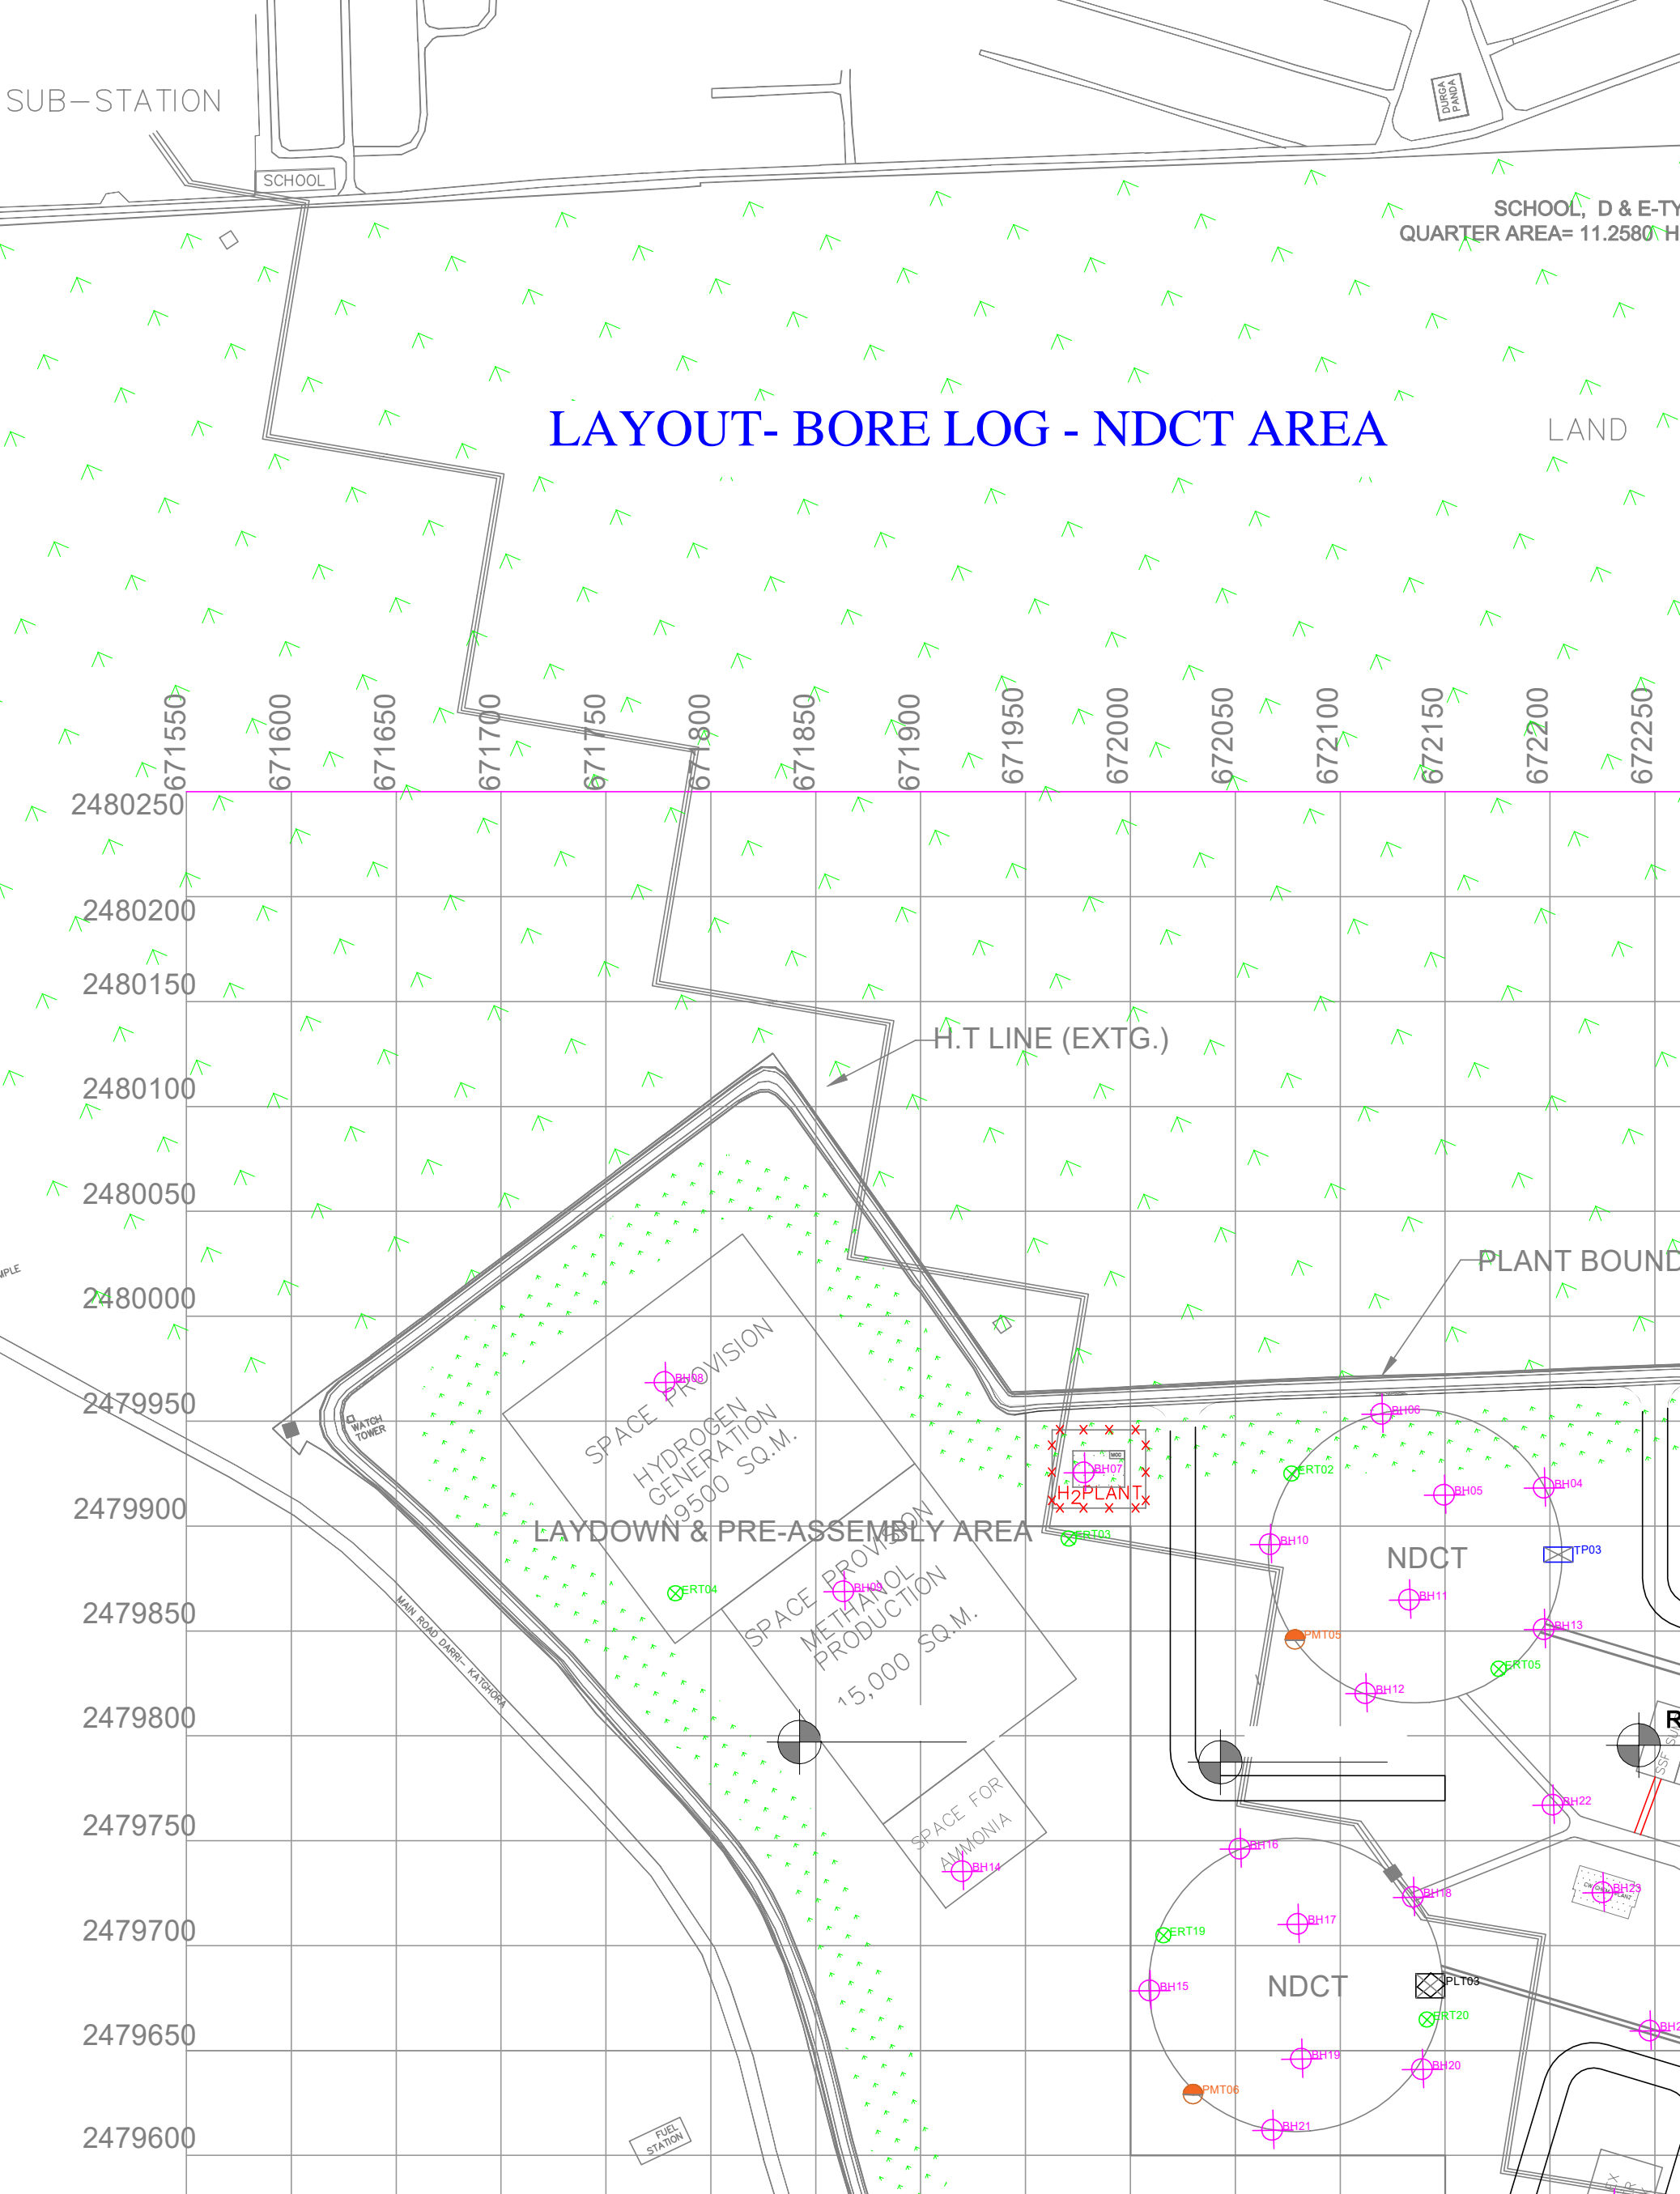 SUB-STATION
SCHOOL
DURGA
PANDA
SCHOOL, D & E-TY
QUARTER AREA= 11.2580 H
LAYOUT- BORE LOG - NDCT AREA
LAND
671550
671600
671650
671700
671750
671800
671850
671900
671950
672000
672050
672100
672150
672200
672250
2480250
2480200
2480150
H.T LINE (EXTG.)
2480100
2480050
PLANT BOUND
MPLE
2480000
2479950
WATCH
TOWER
SPACE PROVISION
HYDROGEN
GENERATION
19500 SQ.M.
BH08
BH06
BH07
H2PLANT
ERT02
BH05
BH04
2479900
LAYDOWN & PRE-ASSEMBLY AREA
ERT03
BH10
NDCT
TP03
SPACE PROVISION
METHANOL
PRODUCTION
15,000 SQ.M.
ERT04
BH09
BH11
2479850
MAIN ROAD DARRI- KATGHORA
PMT05
BH13
ERT05
BH12
2479800
R
SSF
SPACE FOR
AMMONIA
BH22
2479750
BH16
BH14
BH18
BH23
BH17
2479700
ERT19
NDCT
BH15
PLT03
ERT20
2479650
BH2
BH19
BH20
PMT06
BH21
FUEL
STATION
2479600